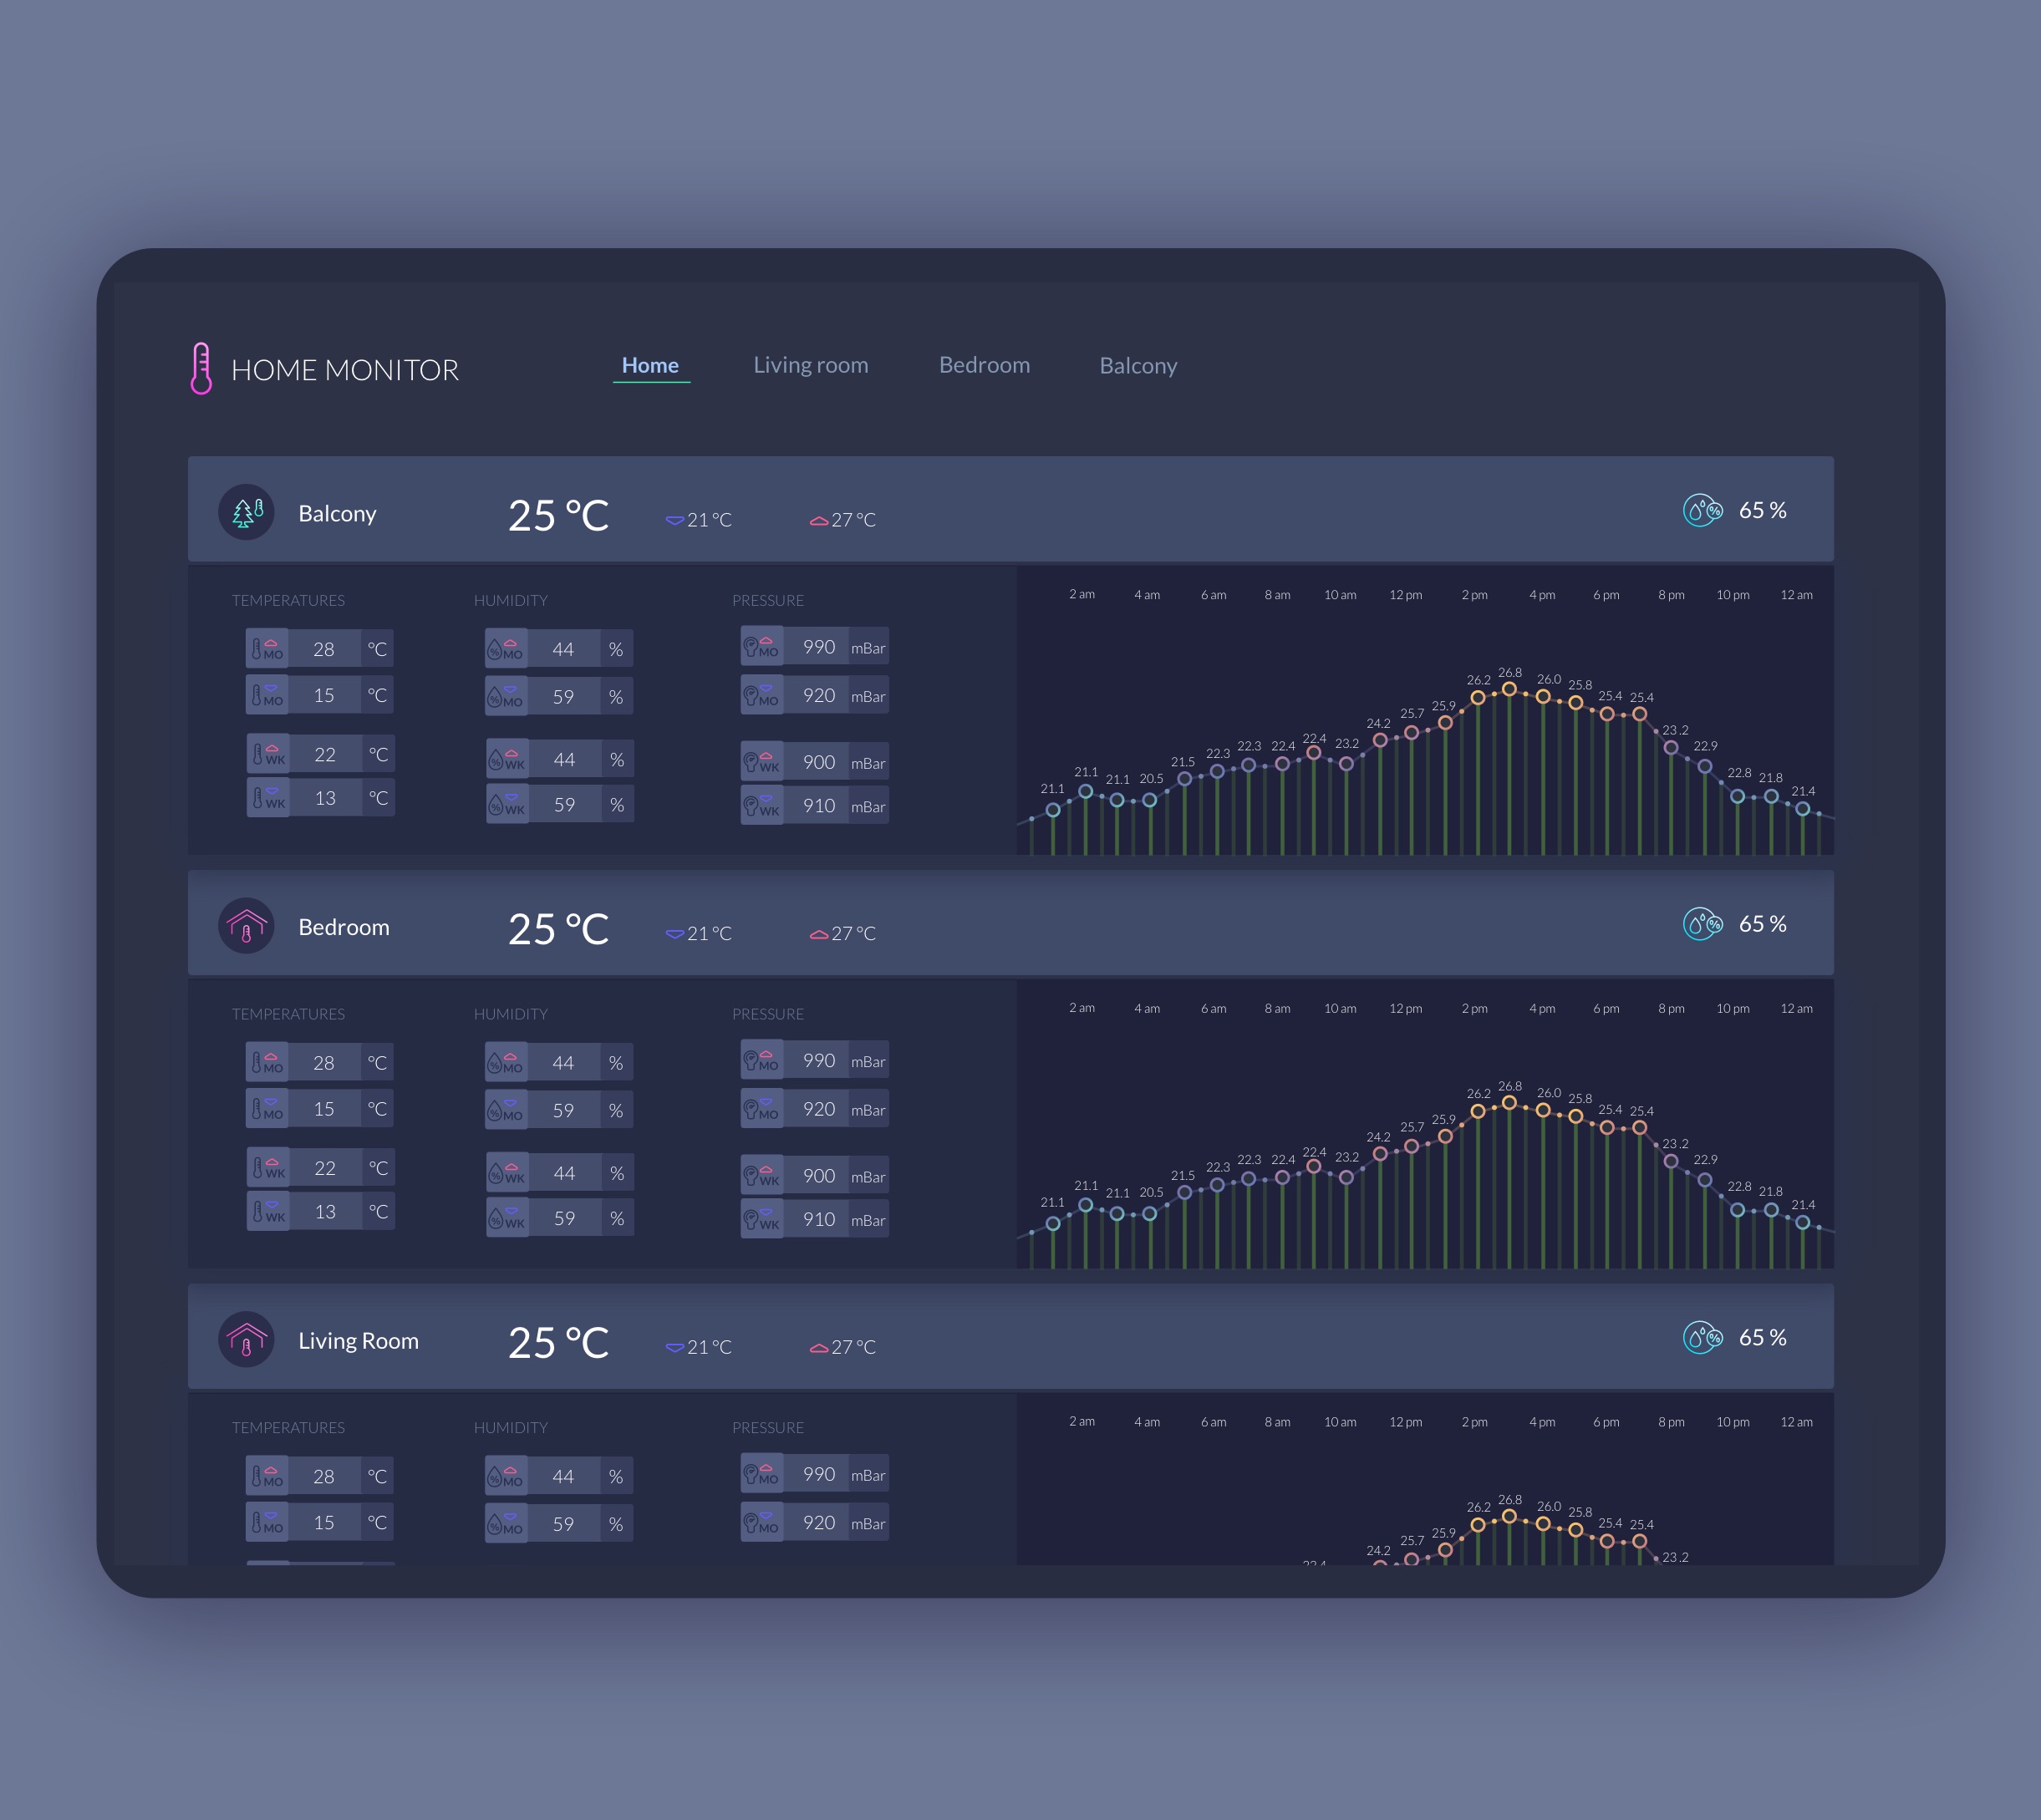 HOME MONITOR
Home Living room Bedroom Balcony
Balcony 25 °C 21 °C 27 °C 65 %
TEMPERATURES HUMIDITY PRESSURE
MO 28 °C MO 44 % MO 990 mBar
MO 15 °C MO 59 % MO 920 mBar
WK 22 °C WK 44 % WK 900 mBar
WK 13 °C WK 59 % WK 910 mBar
2 am 4 am 6 am 8 am 10 am 12 pm 2 pm 4 pm 6 pm 8 pm 10 pm 12 am
21.1 21.1 21.1 20.5 21.5 22.3 22.3 22.4 22.4 23.2 24.2 25.7 25.9 26.2 26.8 26.0 25.8 25.4 25.4 23.2 22.9 22.8 21.8 21.4
Bedroom 25 °C 21 °C 27 °C 65 %
TEMPERATURES HUMIDITY PRESSURE
MO 28 °C MO 44 % MO 990 mBar
MO 15 °C MO 59 % MO 920 mBar
WK 22 °C WK 44 % WK 900 mBar
WK 13 °C WK 59 % WK 910 mBar
2 am 4 am 6 am 8 am 10 am 12 pm 2 pm 4 pm 6 pm 8 pm 10 pm 12 am
21.1 21.1 21.1 20.5 21.5 22.3 22.3 22.4 22.4 23.2 24.2 25.7 25.9 26.2 26.8 26.0 25.8 25.4 25.4 23.2 22.9 22.8 21.8 21.4
Living Room 25 °C 21 °C 27 °C 65 %
TEMPERATURES HUMIDITY PRESSURE
MO 28 °C MO 44 % MO 990 mBar
MO 15 °C MO 59 % MO 920 mBar
2 am 4 am 6 am 8 am 10 am 12 pm 2 pm 4 pm 6 pm 8 pm 10 pm 12 am
24.2 25.7 25.9 26.2 26.8 26.0 25.8 25.4 25.4 23.2